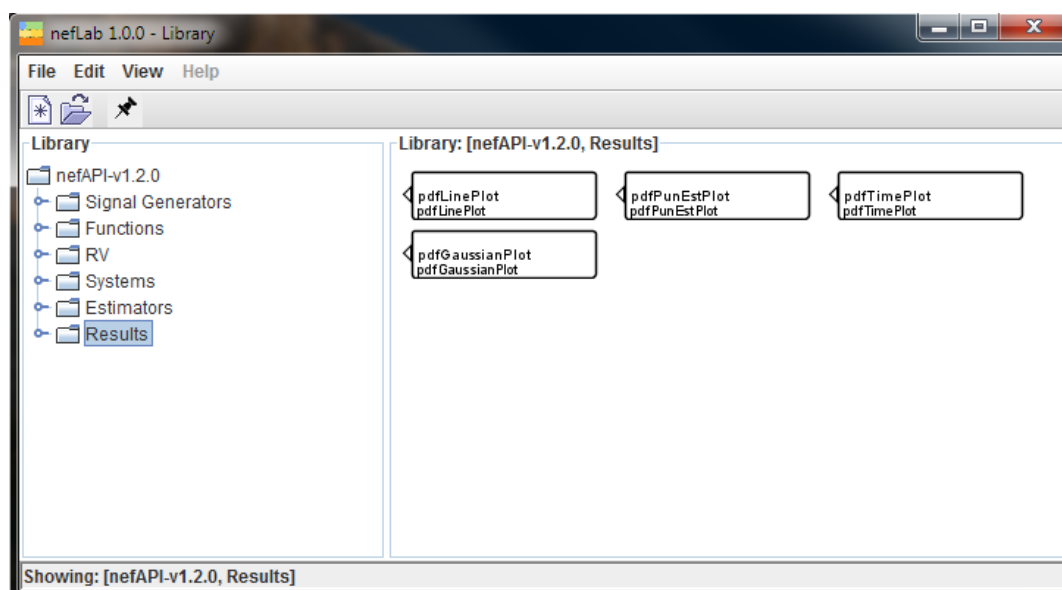 nefLab 1.0.0 - Library
File Edit View Help
Library
nefAPI-v1.2.0
Signal Generators
Functions
RV
Systems
Estimators
Results
Library: [nefAPI-v1.2.0, Results]
pdfLinePlot
pdfLinePlot
pdfPunEstPlot
pdfPunEstPlot
pdfTimePlot
pdfTimePlot
pdfGaussianPlot
pdfGaussianPlot
Showing: [nefAPI-v1.2.0, Results]